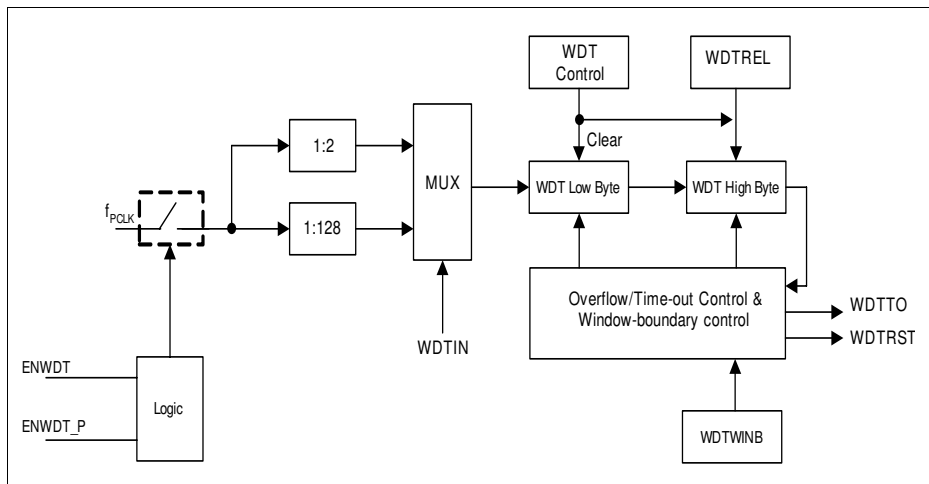 WDT
Control
WDTREL
Clear
1:2
MUX
WDT Low Byte
WDT High Byte
fPCLK
1:128
Overflow/Time-out Control &
Window-boundary control
WDTTO
WDTRST
WDTIN
ENWDT
Logic
ENWDT_P
WDTWINB